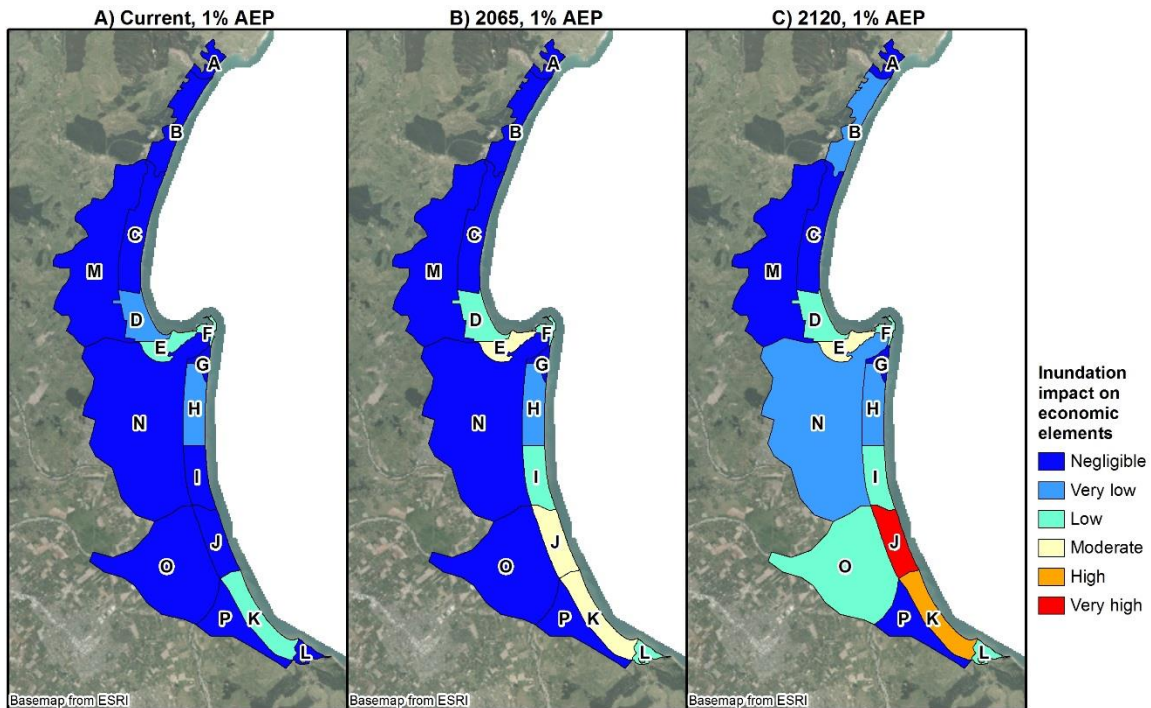 A) Current, 1% AEP
B) 2065, 1% AEP
C) 2120, 1% AEP
A
B
C
M
D
F
E
G
H
N
I
J
O
K
P
L
Basemap from ESRI
A
B
C
M
D
F
E
G
H
N
I
J
O
K
P
L
Basemap from ESRI
A
B
C
M
D
F
E
G
H
N
I
J
O
K
P
L
Basemap from ESRI
Inundation
impact on
economic
elements
Negligible
Very low
Low
Moderate
High
Very high